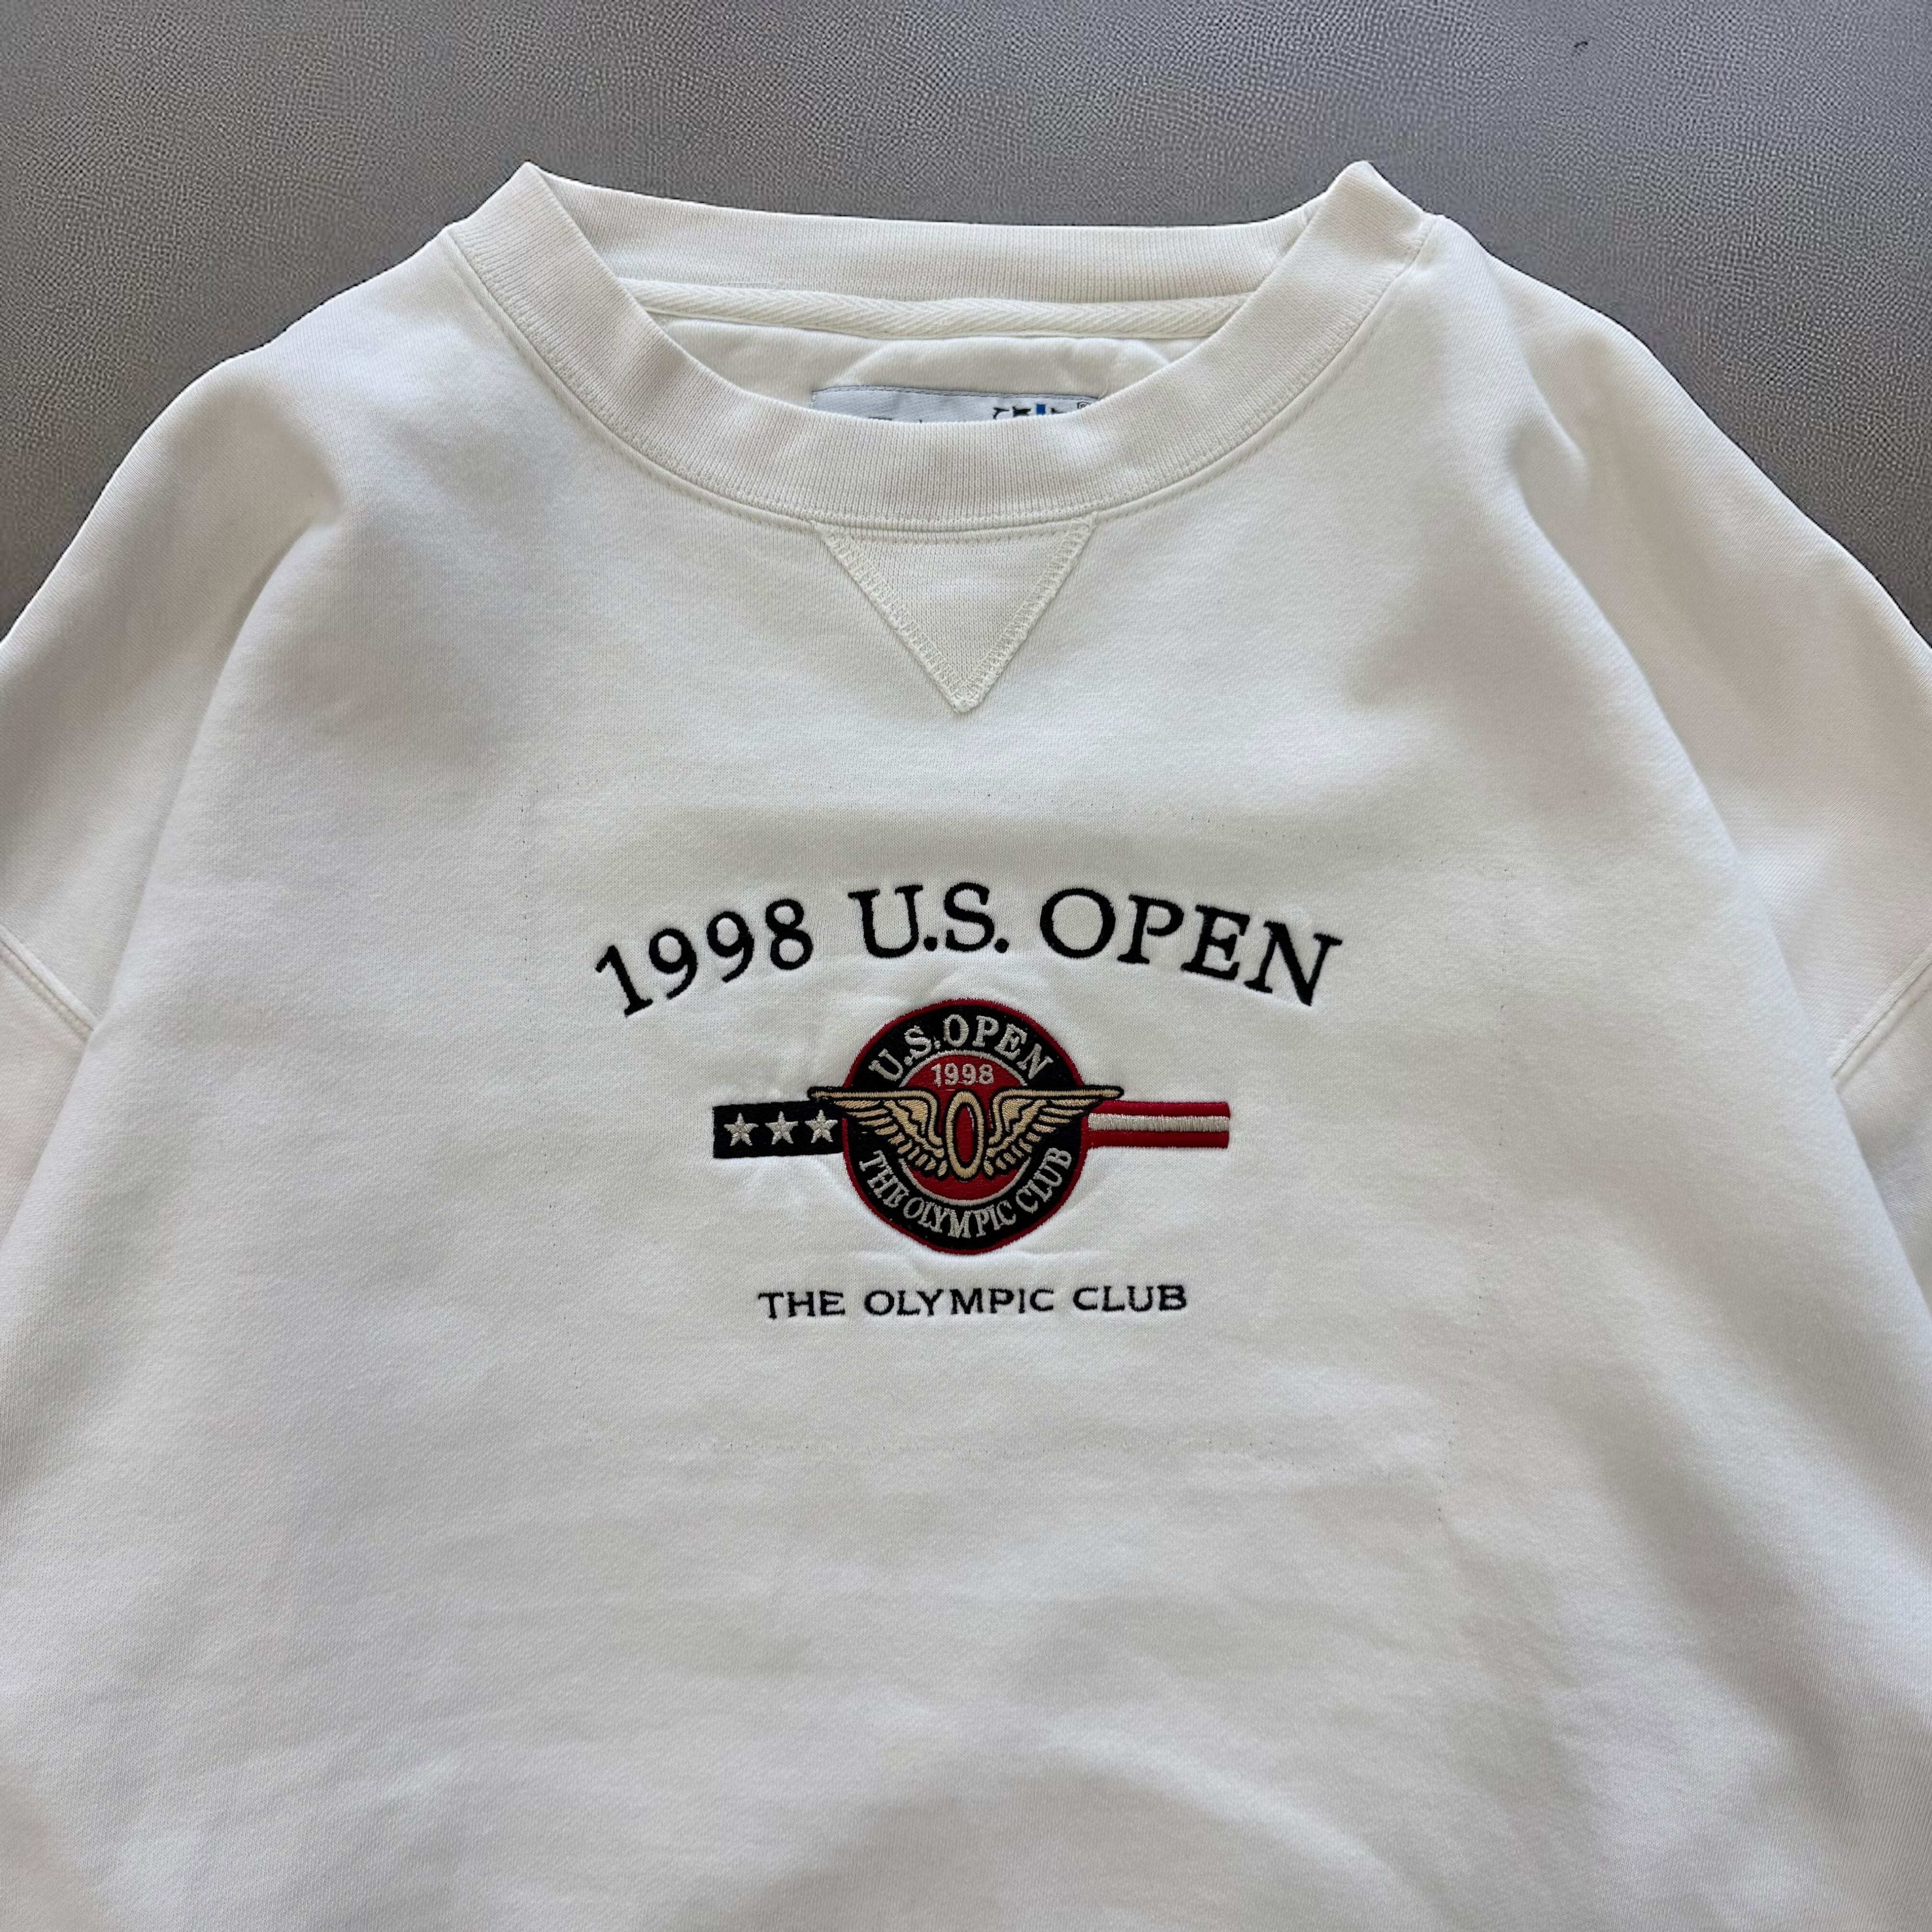 1998 U.S. OPEN
U.S. OPEN
1998
THE OLYMPIC CLUB
THE OLYMPIC CLUB